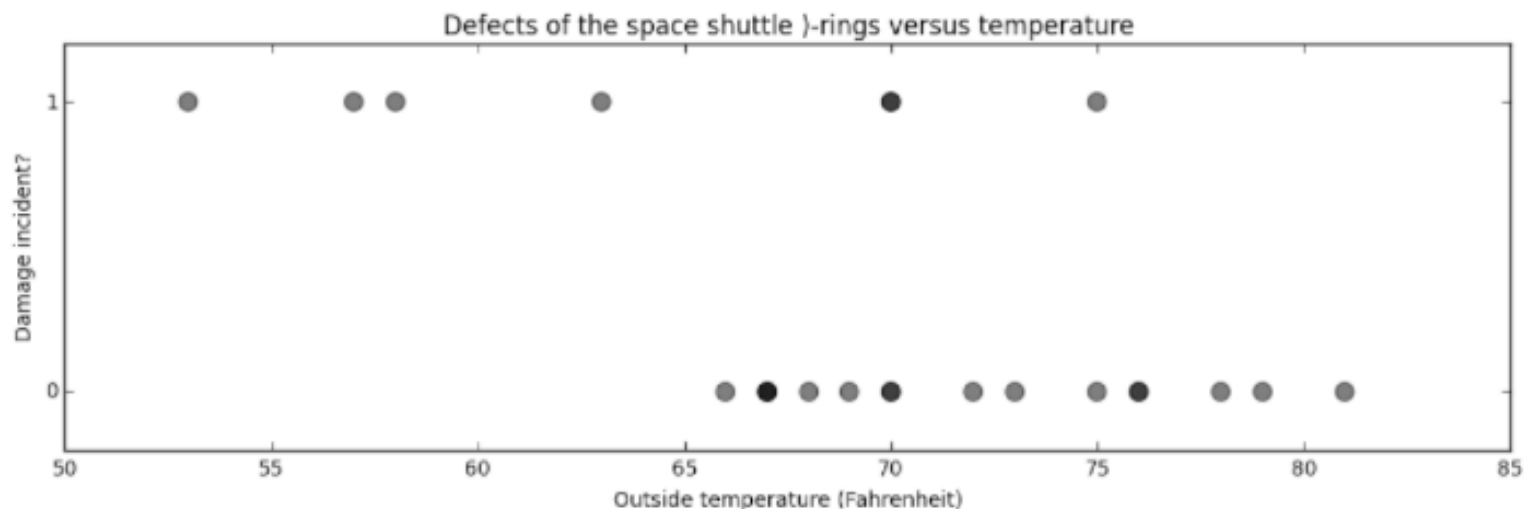 Defects of the space shuttle )-rings versus temperature
1
Damage incident?
0
50 55 60 65 70 75 80 85
Outside temperature (Fahrenheit)